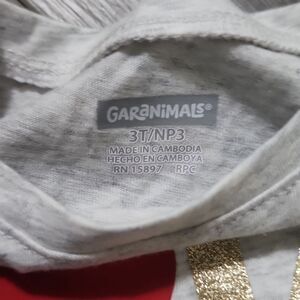 GARANIMALS®
3T/NP3
MADE IN CAMBODIA
HECHO EN CAMBOYA
RN 15897 RPC